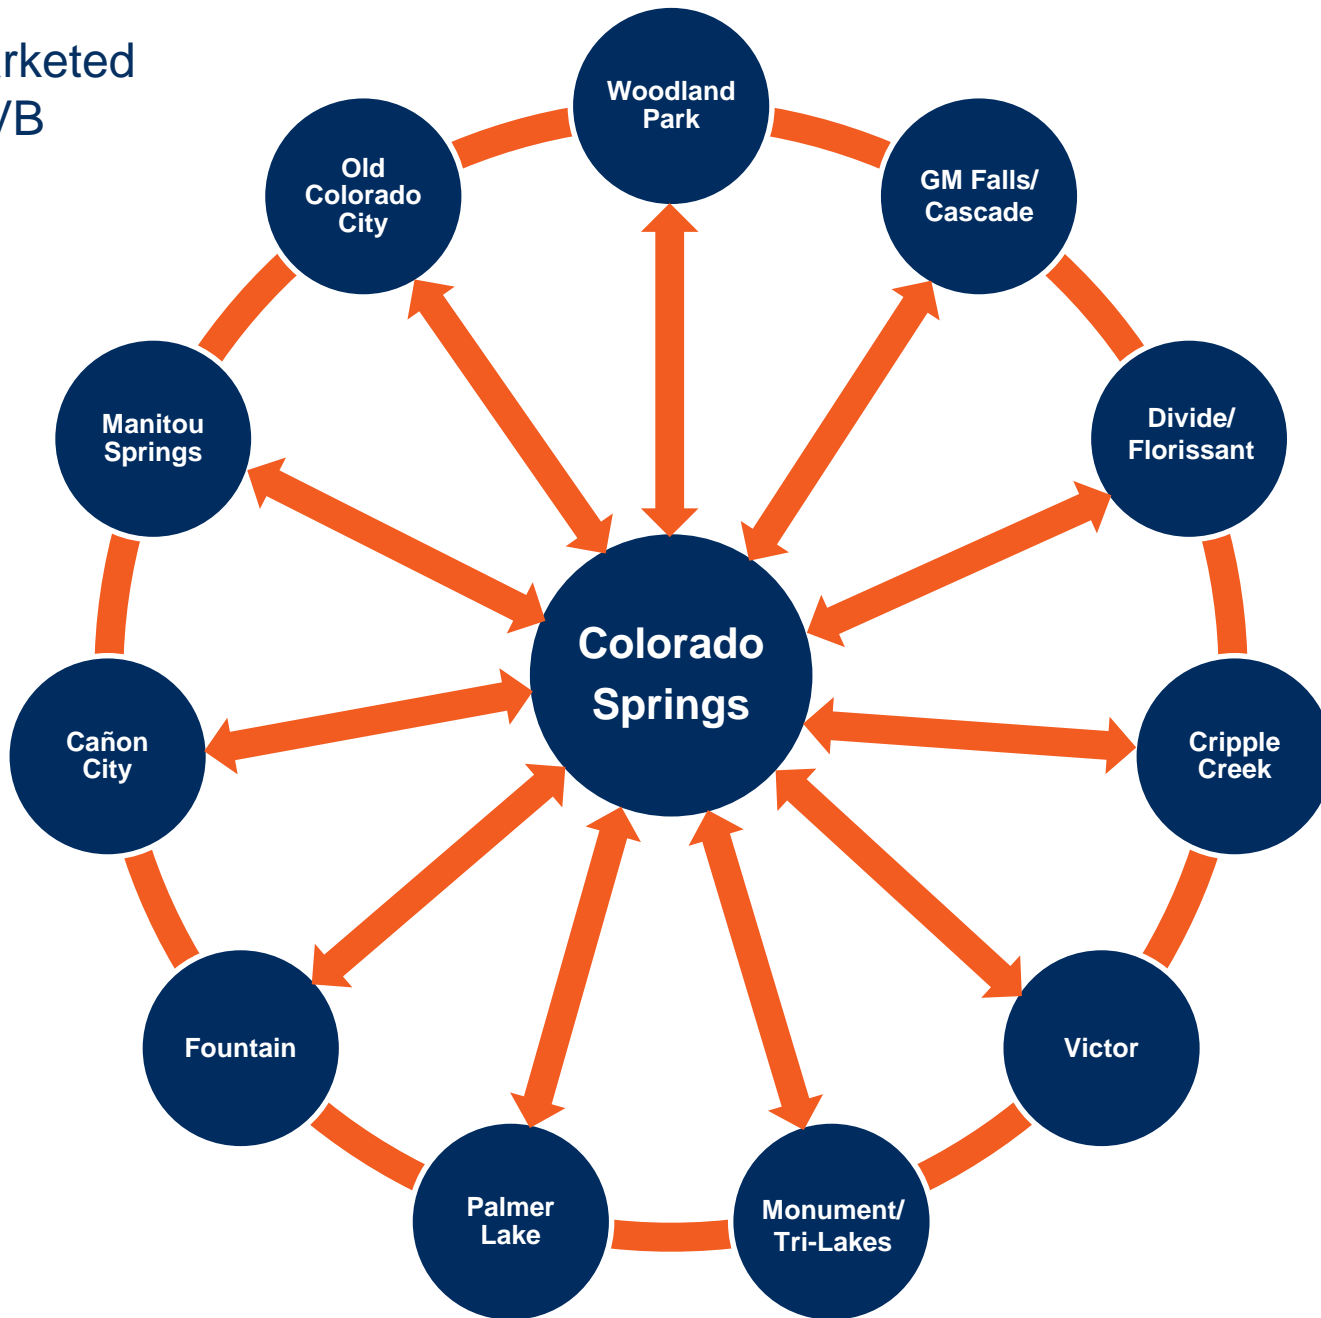 Woodland
Park
GM Falls/
Cascade
Divide/
Florissant
Cripple
Creek
Victor
Monument/
Tri-Lakes
Palmer
Lake
Fountain
Cañon
City
Manitou
Springs
Old
Colorado
City
Colorado
Springs